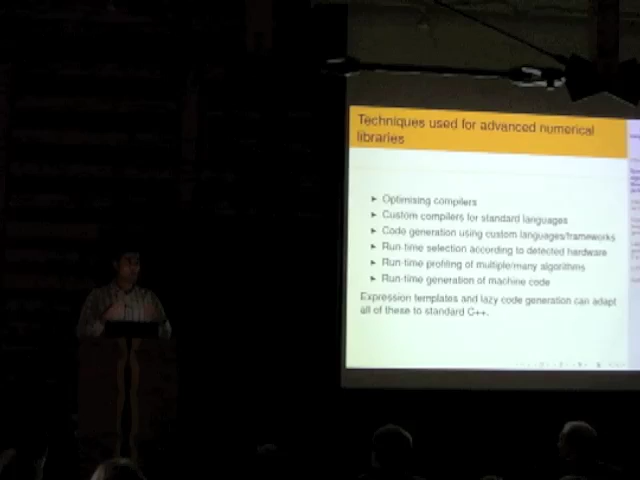 Techniques used for advanced numerical
libraries
Optimising compilers
Custom compilers for standard languages
Code generation using custom languages/frameworks
Run-time selection according to detected hardware
Run-time profiling of multiple/many algorithms
Run-time generation of machine code
Expression templates and lazy code generation can adapt
all of these to standard C++.